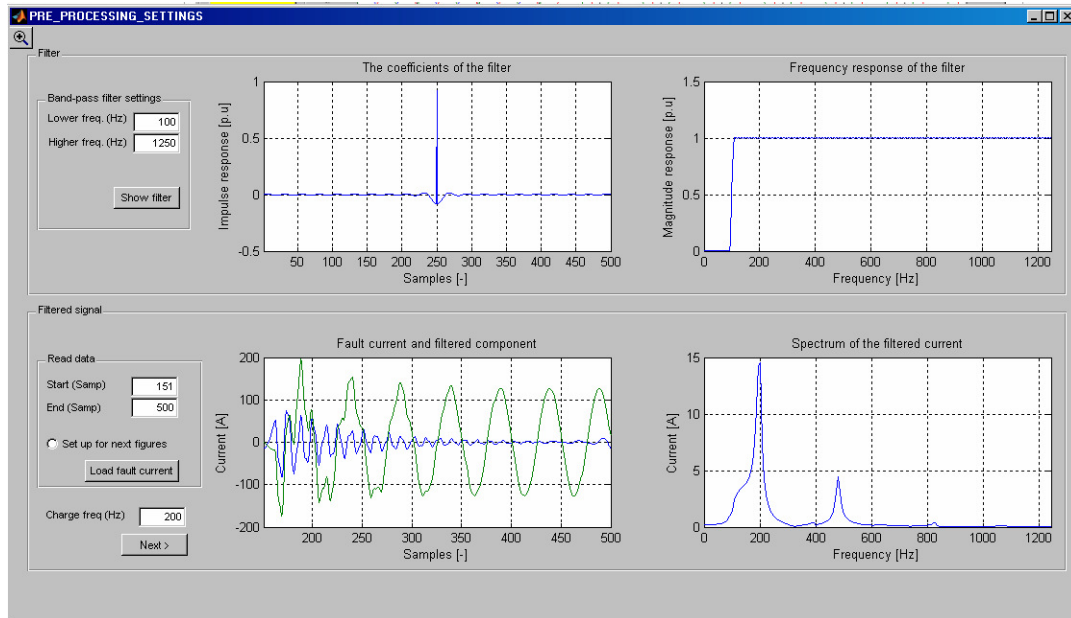 PRE_PROCESSING_SETTINGS
Filter
Band-pass filter settings
Lower freq. (Hz) 100
Higher freq. (Hz) 1250
Show filter
The coefficients of the filter
Impulse response [p.u]
1
0.5
0
-0.5
50 100 150 200 250 300 350 400 450 500
Samples [-]
Frequency response of the filter
Magnitude response [p.u]
1.5
1
0.5
0
0 200 400 600 800 1000 1200
Frequency [Hz]
Filtered signal
Read data
Start (Samp) 151
End (Samp) 500
Set up for next figures
Load fault current
Charge freq (Hz) 200
Next >
Fault current and filtered component
Current [A]
200
100
0
-100
-200
200 250 300 350 400 450 500
Samples [-]
Spectrum of the filtered current
Current [A]
15
10
5
0
0 200 400 600 800 1000 1200
Frequency [Hz]